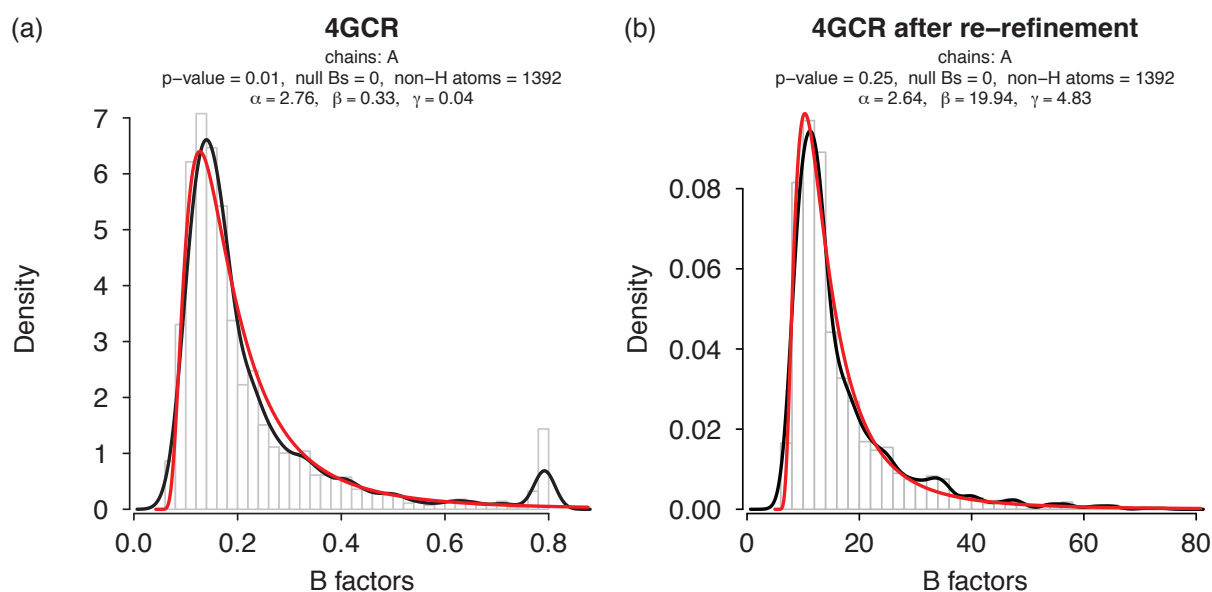 (a)
4GCR
chains: A
p-value = 0.01, null Bs = 0, non-H atoms = 1392
α = 2.76, β = 0.33, γ = 0.04
7
6
5
4
3
2
1
0
Density
0.0 0.2 0.4 0.6 0.8
B factors
(b)
4GCR after re−refinement
chains: A
p-value = 0.25, null Bs = 0, non-H atoms = 1392
α = 2.64, β = 19.94, γ = 4.83
0.08
0.06
0.04
0.02
0.00
Density
0 20 40 60 80
B factors